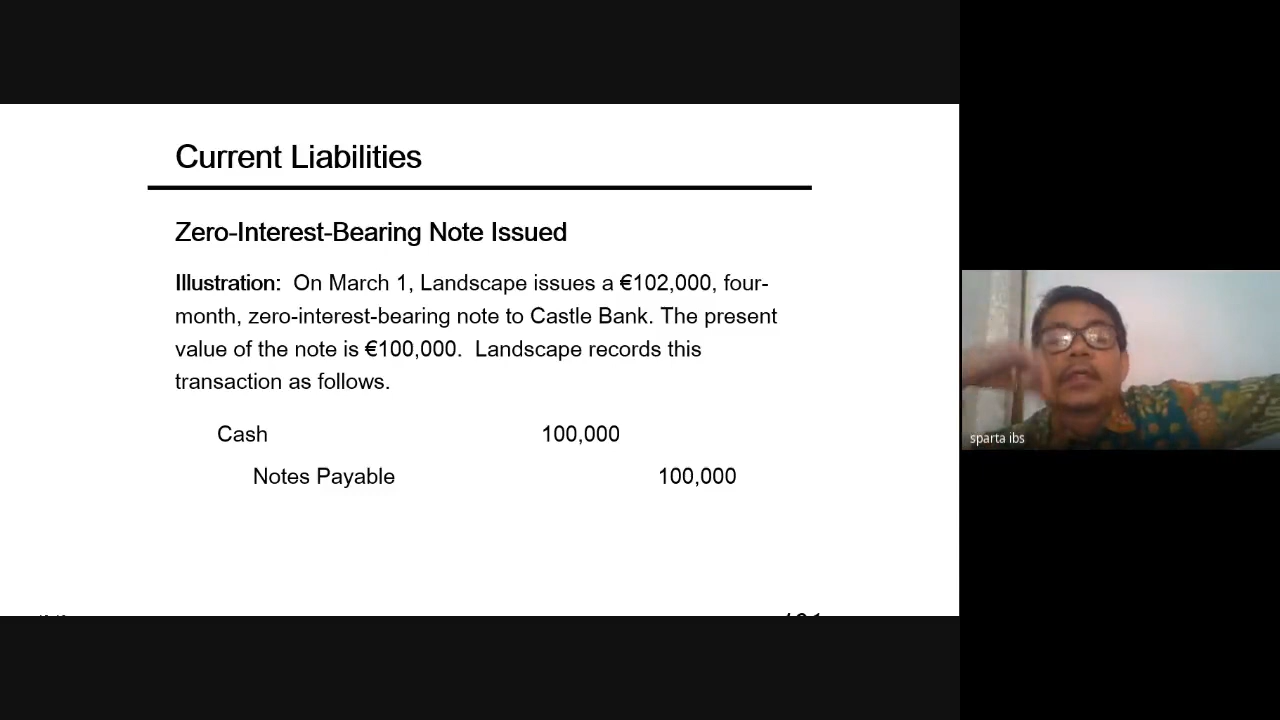 Current Liabilities
Zero-Interest-Bearing Note Issued
Illustration: On March 1, Landscape issues a €102,000, four-
month, zero-interest-bearing note to Castle Bank. The present
value of the note is €100,000. Landscape records this
transaction as follows.
Cash 100,000
Notes Payable 100,000
sparta ibs